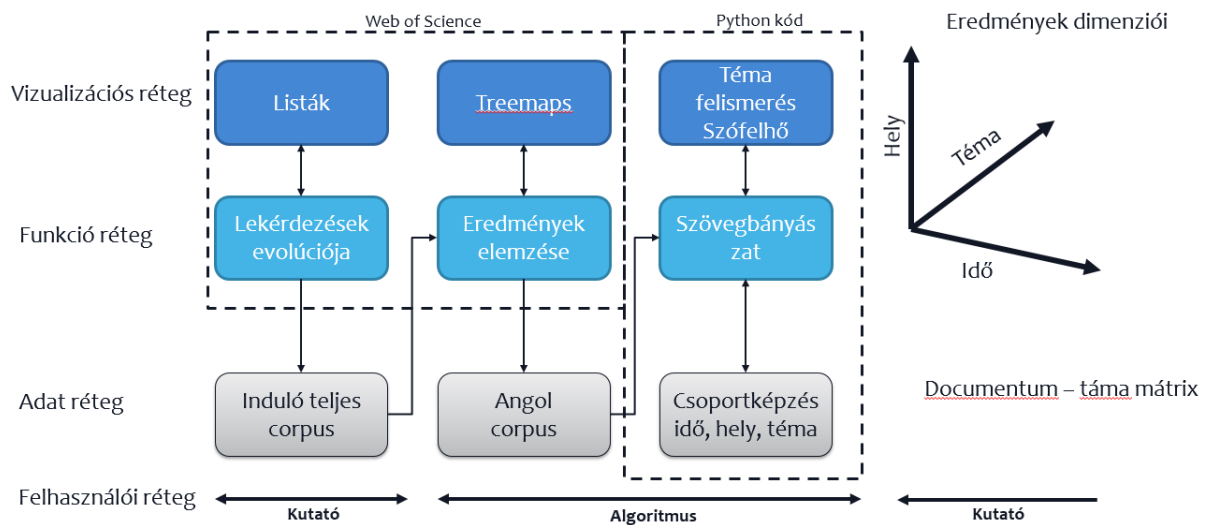 Web of Science
Python kód
Eredmények dimenziói
Vizualizációs réteg
Listák
Treemaps
Téma
felismerés
Szófelhő
Hely
Téma
Idő
Funkció réteg
Lekérdezések
evolúciója
Eredmények
elemzése
Szövegbányás
zat
Adat réteg
Induló teljes
corpus
Angol
corpus
Csoportképzés
idő, hely, téma
Documentum – táma mátrix
Felhasználói réteg
Kutató
Algoritmus
Kutató